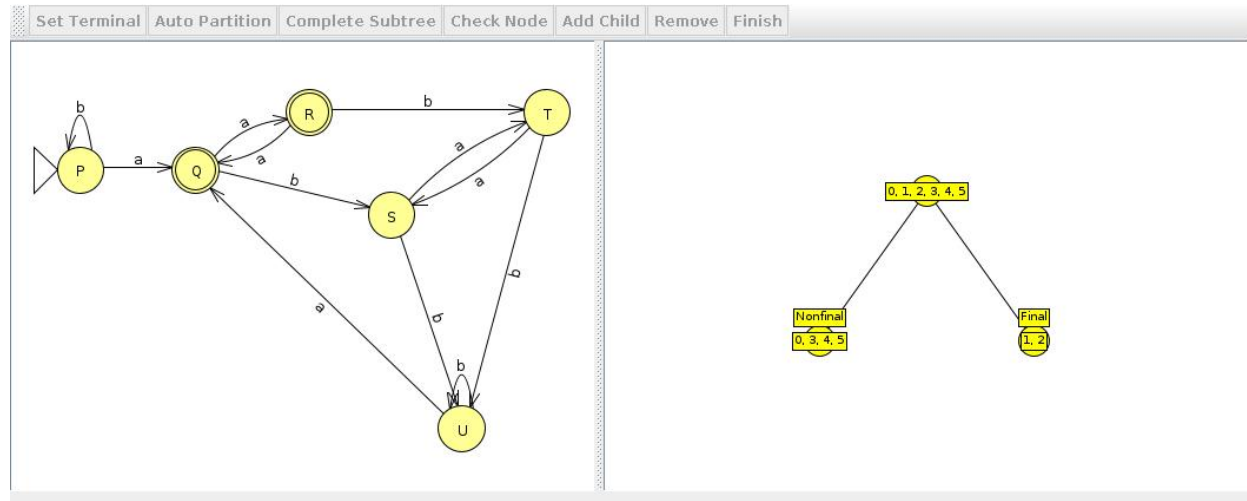 Set Terminal Auto Partition Complete Subtree Check Node Add Child Remove Finish
b
P
a
Q
a
a
R
b
T
b
S
a
a
b
b
a
b
U
0, 1, 2, 3, 4, 5
Nonfinal
0, 3, 4, 5
Final
1, 2